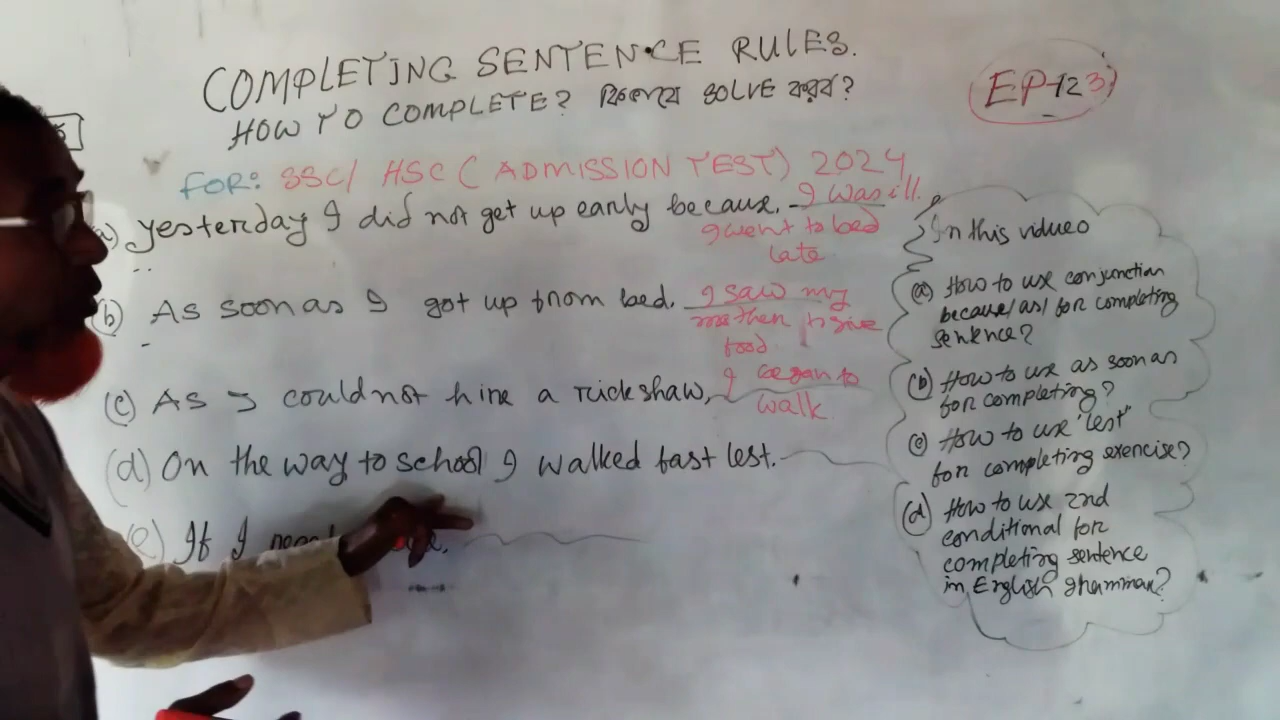 COMPLETING SENTENCE RULES.
HOW TO COMPLETE? কিভাবে SOLVE করব?
EP-123
FOR: SSC/ HSC (ADMISSION TEST) 2024
a) yesterday I did not get up early because. I was ill.
I went to bed
late
(b) As soon as I got up from bed. I saw my
mother
food.
(c) As I could not hire a rickshaw, I began to
walk.
(d) On the way to school I walked fast lest.
(e) If I
In this vidueo
(a) How to use conjunction
because/as/ for completing
sentence?
(b) How to use as soon as
for completing?
(c) How to use "lest"
for completing exercise?
(d) How to use 2nd
conditional for
completing sentence
in English grammar?